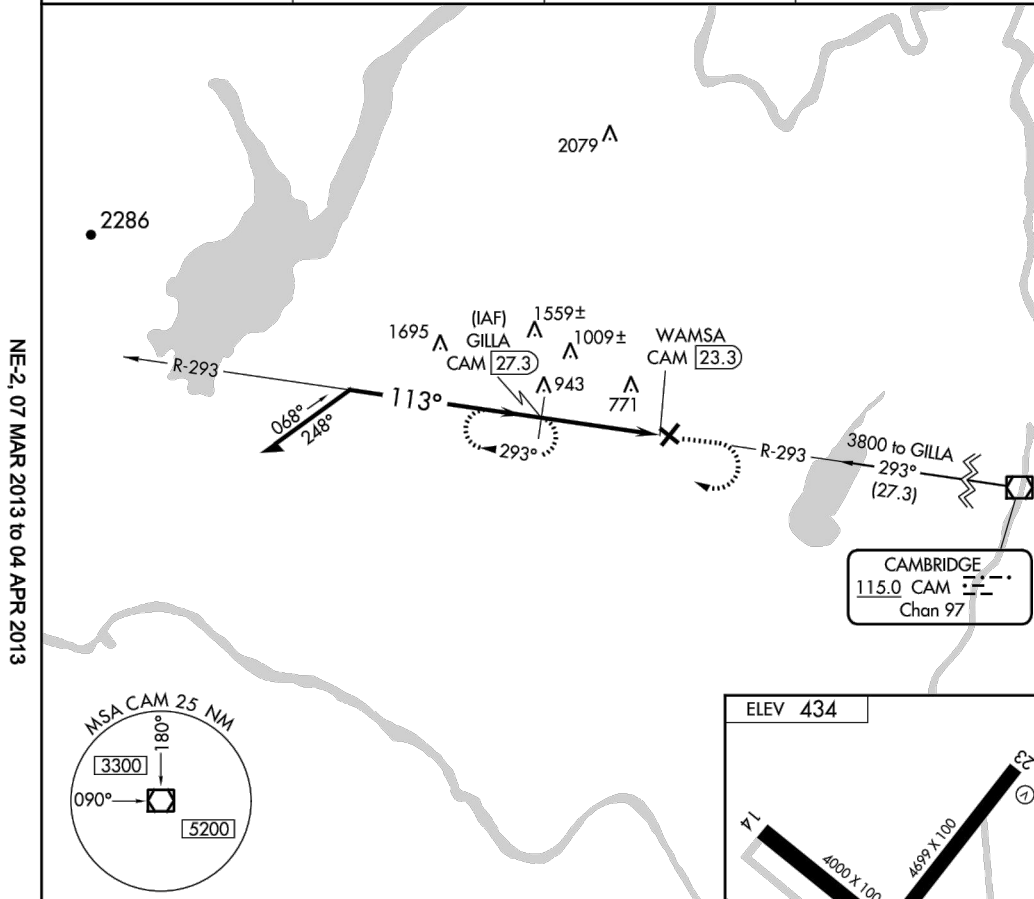 2079
2286
1559±
(IAF)
GILLA
CAM 27.3
1695
1009±
WAMSA
CAM 23.3
943
771
R-293
113°
068°
248°
293°
R-293
3800 to GILLA
293°
(27.3)
CAMBRIDGE
115.0 CAM
Chan 97
NE-2, 07 MAR 2013 to 04 APR 2013
MSA CAM 25 NM
180°
3300
090°
5200
ELEV 434
23
V
14
4000 X 100
4699 X 100